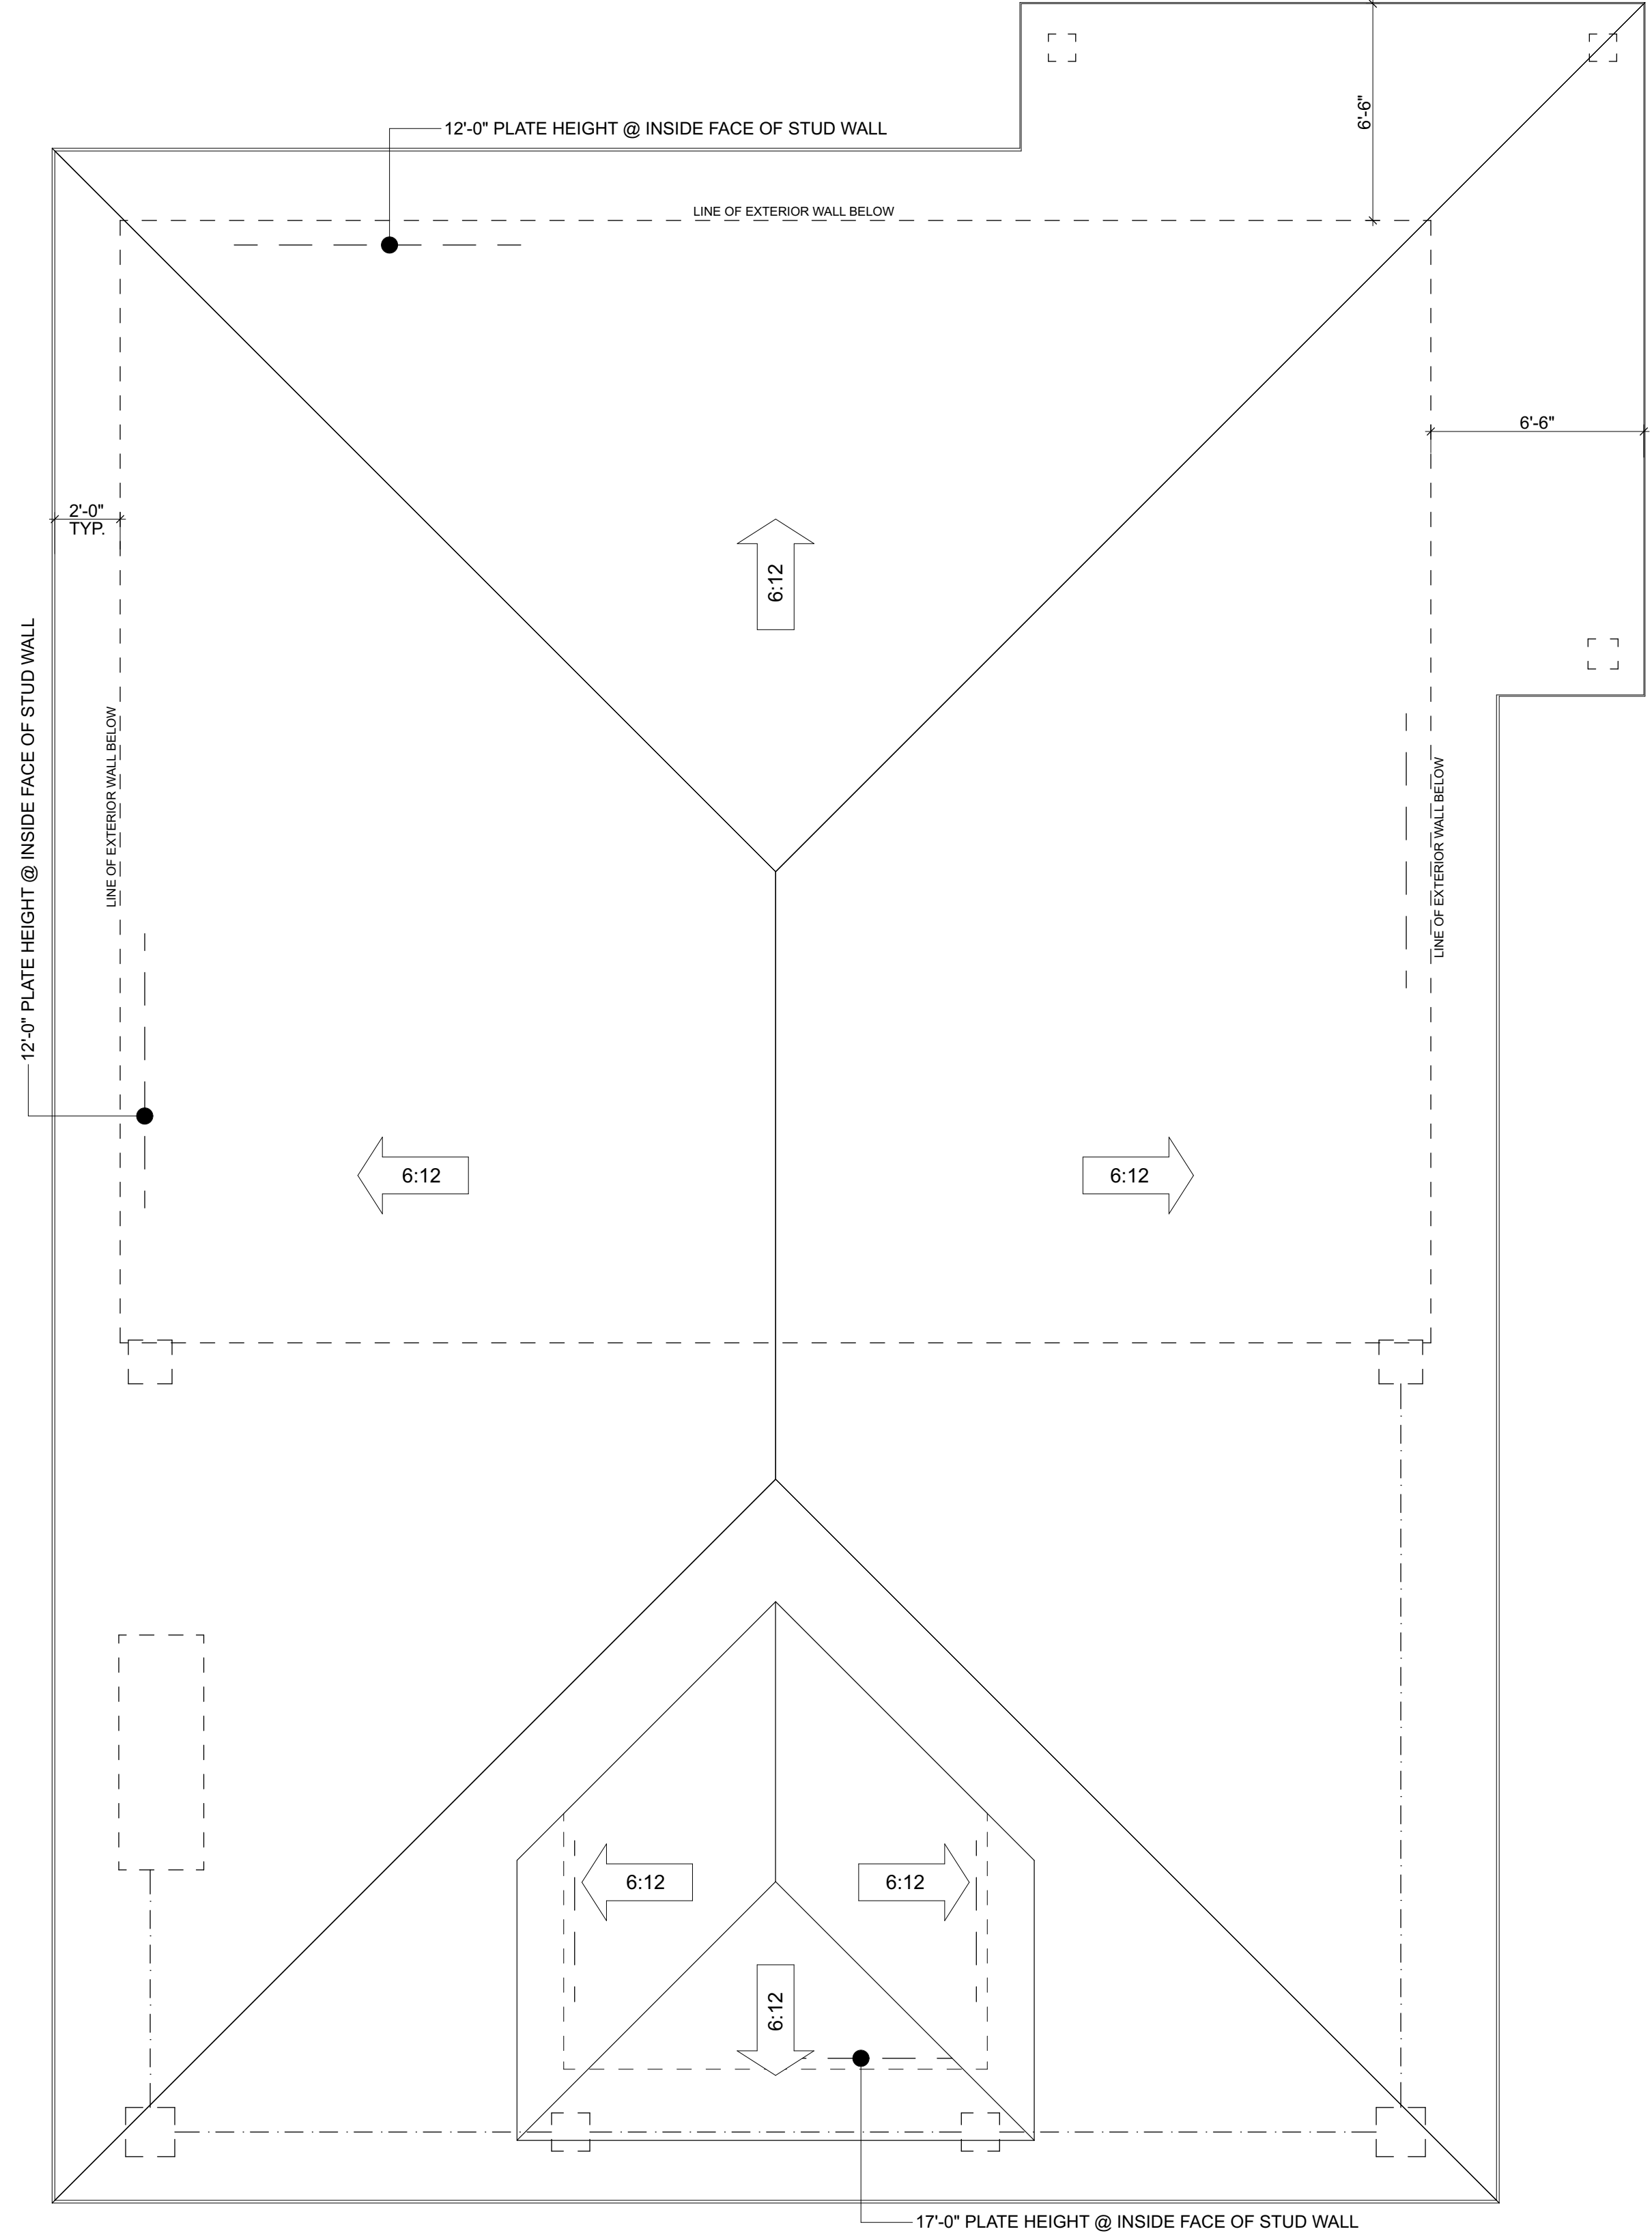 6'-6"
12'-0" PLATE HEIGHT @ INSIDE FACE OF STUD WALL
LINE OF EXTERIOR WALL BELOW
6'-6"
2'-0"
TYP.
6:12
12'-0" PLATE HEIGHT @ INSIDE FACE OF STUD WALL
LINE OF EXTERIOR WALL BELOW
LINE OF EXTERIOR WALL BELOW
6:12
6:12
6:12
6:12
6:12
17'-0" PLATE HEIGHT @ INSIDE FACE OF STUD WALL